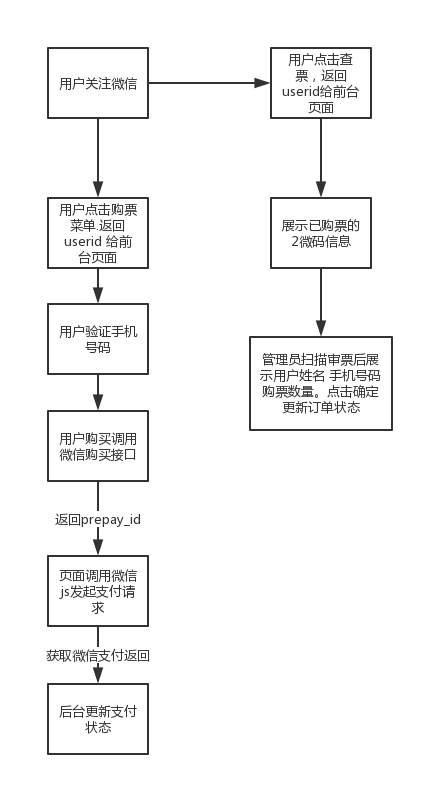 用户关注微信
用户点击查
票，返回
userid给前台
页面
用户点击购票
菜单.返回
userid 给前
台页面
展示已购票的
2微码信息
用户验证手机
号码
管理员扫描审票后展
示用户姓名 手机号码
购票数量。点击确定
更新订单状态
用户购买调用
微信购买接口
返回prepay_id
页面调用微信
js发起支付请
求
获取微信支付返回
后台更新支付
状态